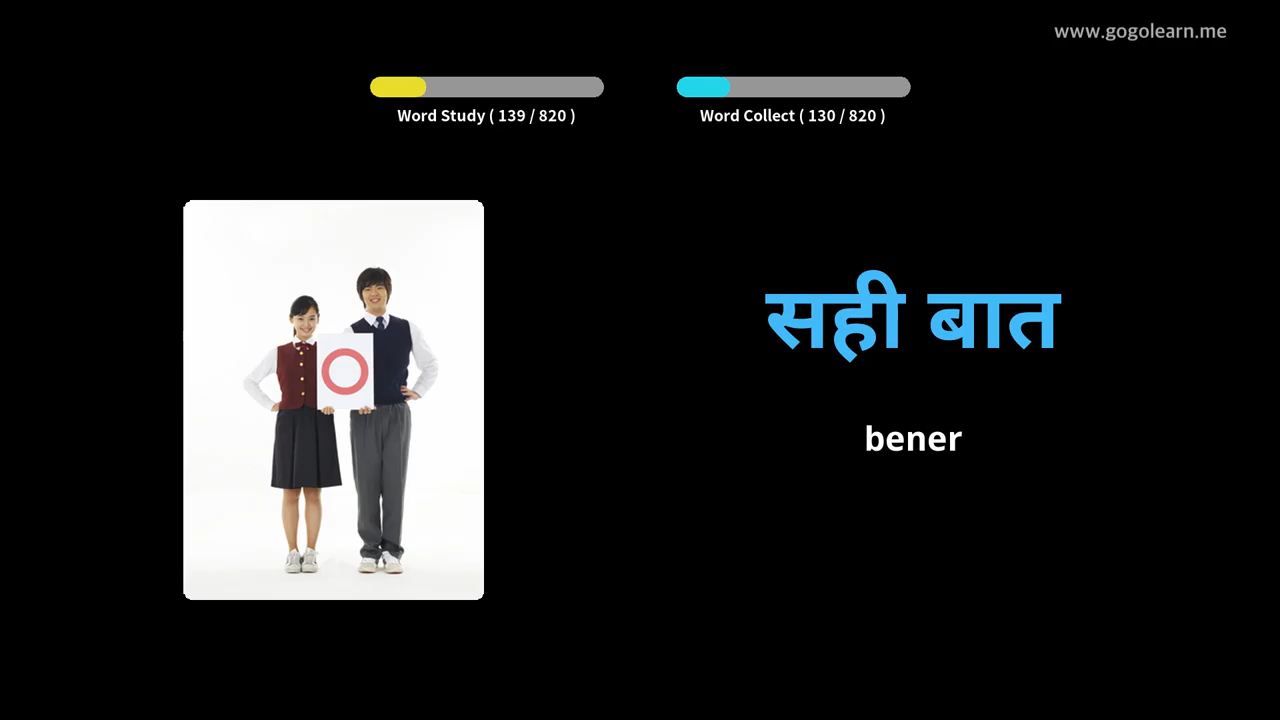 www.gogolearn.me
Word Study ( 139 / 820 )
Word Collect ( 130 / 820 )
सही बात
bener